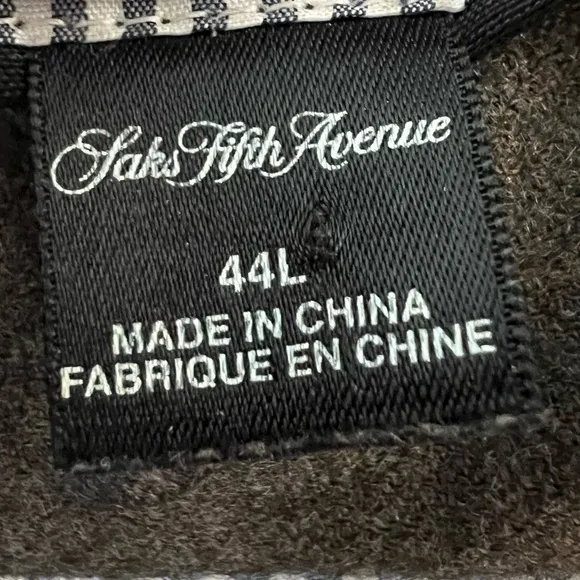 Saks Fifth Avenue
44L
MADE IN CHINA
FABRIQUE EN CHINE